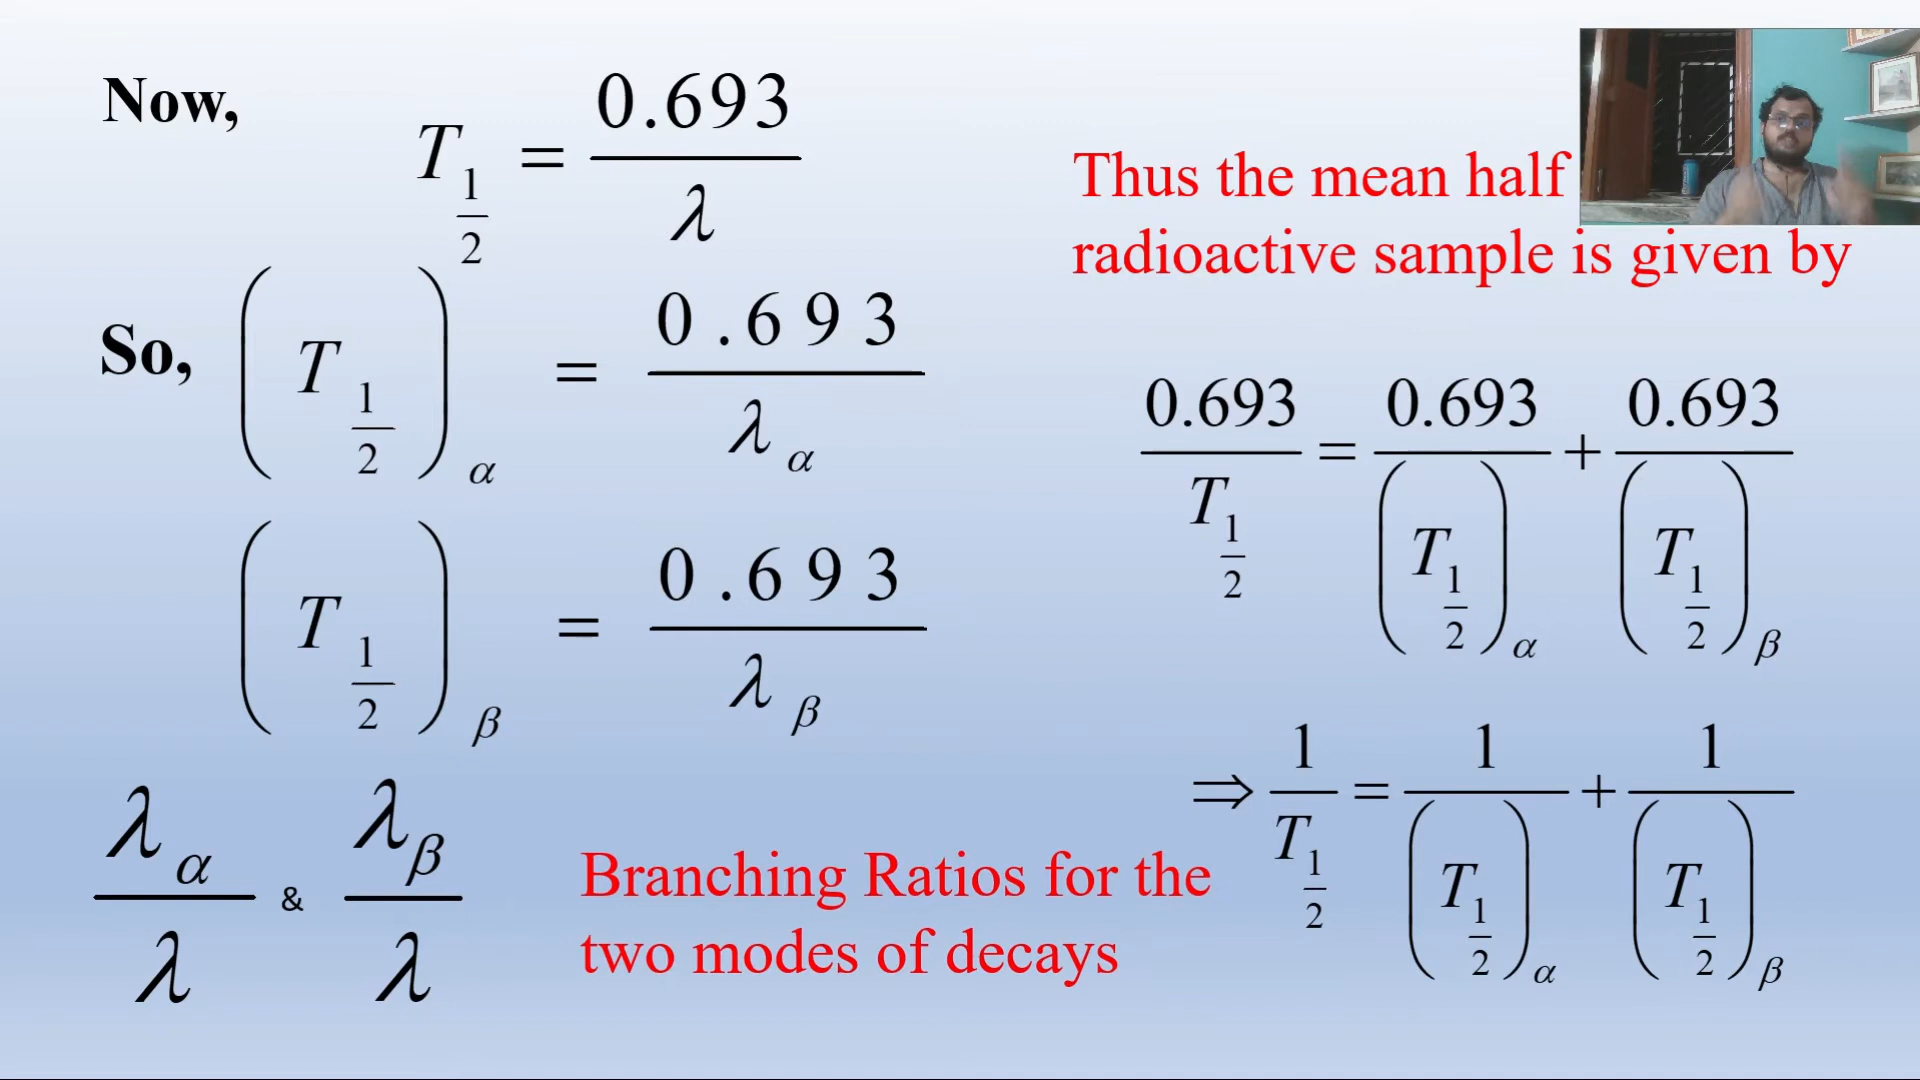 Now,
T_{1/2} = 0.693 / λ
So, (T_{1/2})_α = 0.693 / λ_α
(T_{1/2})_β = 0.693 / λ_β
λ_α / λ & λ_β / λ
Branching Ratios for the
two modes of decays
Thus the mean half
radioactive sample is given by
0.693 / T_{1/2} = 0.693 / (T_{1/2})_α + 0.693 / (T_{1/2})_β
⇒ 1 / T_{1/2} = 1 / (T_{1/2})_α + 1 / (T_{1/2})_β